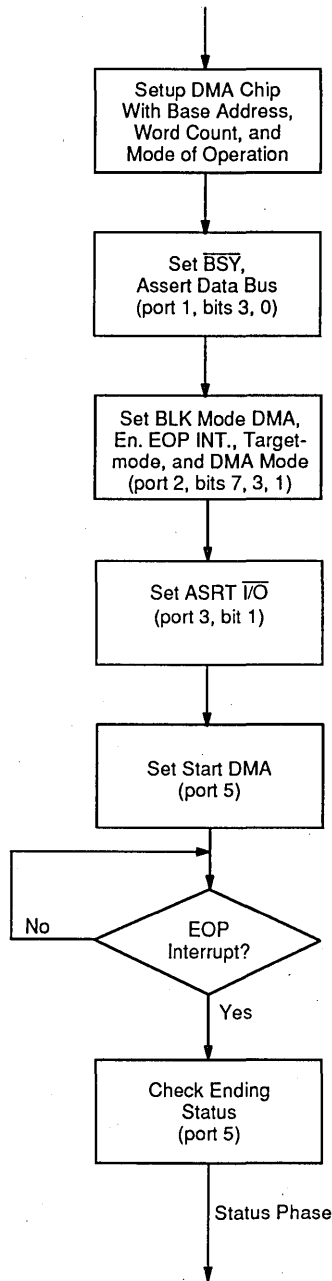 Setup DMA Chip
With Base Address,
Word Count, and
Mode of Operation
Set B̅S̅Y̅,
Assert Data Bus
(port 1, bits 3, 0)
Set BLK Mode DMA,
En. EOP INT., Target-
mode, and DMA Mode
(port 2, bits 7, 3, 1)
Set ASRT I̅/̅O̅
(port 3, bit 1)
Set Start DMA
(port 5)
No
EOP
Interrupt?
Yes
Check Ending
Status
(port 5)
Status Phase